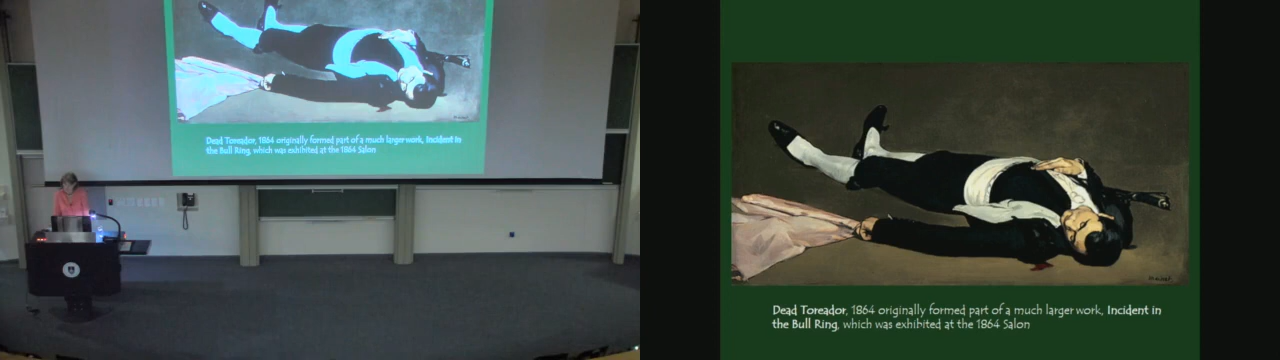 Dead Toreador, 1864 originally formed part of a much larger work, Incident in
the Bull Ring, which was exhibited at the 1864 Salon
Dead Toreador, 1864 originally formed part of a much larger work, Incident in
the Bull Ring, which was exhibited at the 1864 Salon